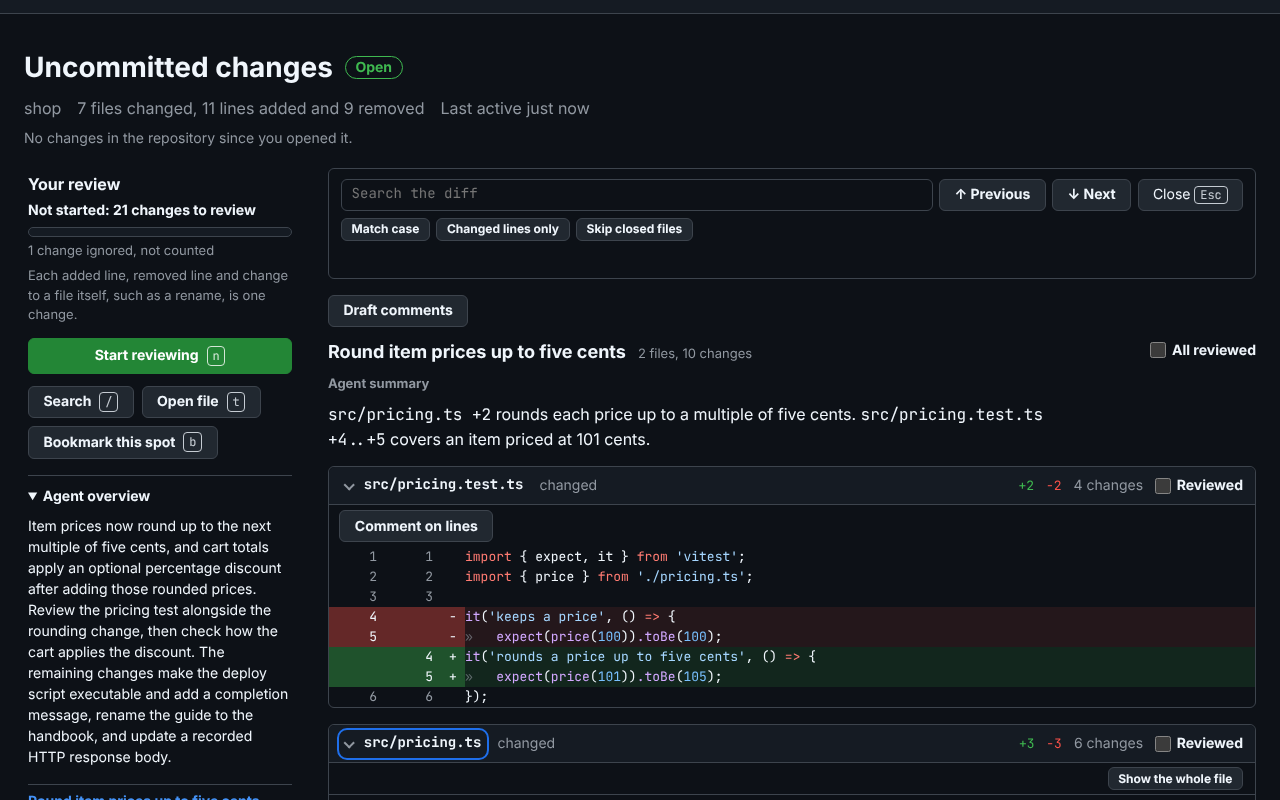 Uncommitted changes Open
shop 7 files changed, 11 lines added and 9 removed Last active just now
No changes in the repository since you opened it.
Your review
Not started: 21 changes to review
1 change ignored, not counted
Each added line, removed line and change
to a file itself, such as a rename, is one
change.
Start reviewing n
Search /
Open file t
Bookmark this spot b
▼ Agent overview
Item prices now round up to the next
multiple of five cents, and cart totals
apply an optional percentage discount
after adding those rounded prices.
Review the pricing test alongside the
rounding change, then check how the
cart applies the discount. The
remaining changes make the deploy
script executable and add a completion
message, rename the guide to the
handbook, and update a recorded
HTTP response body.
Round item prices up to five cents
Search the diff
↑ Previous
↓ Next
Close Esc
Match case
Changed lines only
Skip closed files
Draft comments
Round item prices up to five cents 2 files, 10 changes
All reviewed
Agent summary
src/pricing.ts +2 rounds each price up to a multiple of five cents. src/pricing.test.ts
+4..+5 covers an item priced at 101 cents.
src/pricing.test.ts changed +2 -2 4 changes Reviewed
Comment on lines
1 1 import { expect, it } from 'vitest';
2 2 import { price } from './pricing.ts';
3 3
4 - it('keeps a price', () => {
5 - » expect(price(100)).toBe(100);
4 + it('rounds a price up to five cents', () => {
5 + » expect(price(101)).toBe(105);
6 6 });
src/pricing.ts changed +3 -3 6 changes Reviewed
Show the whole file